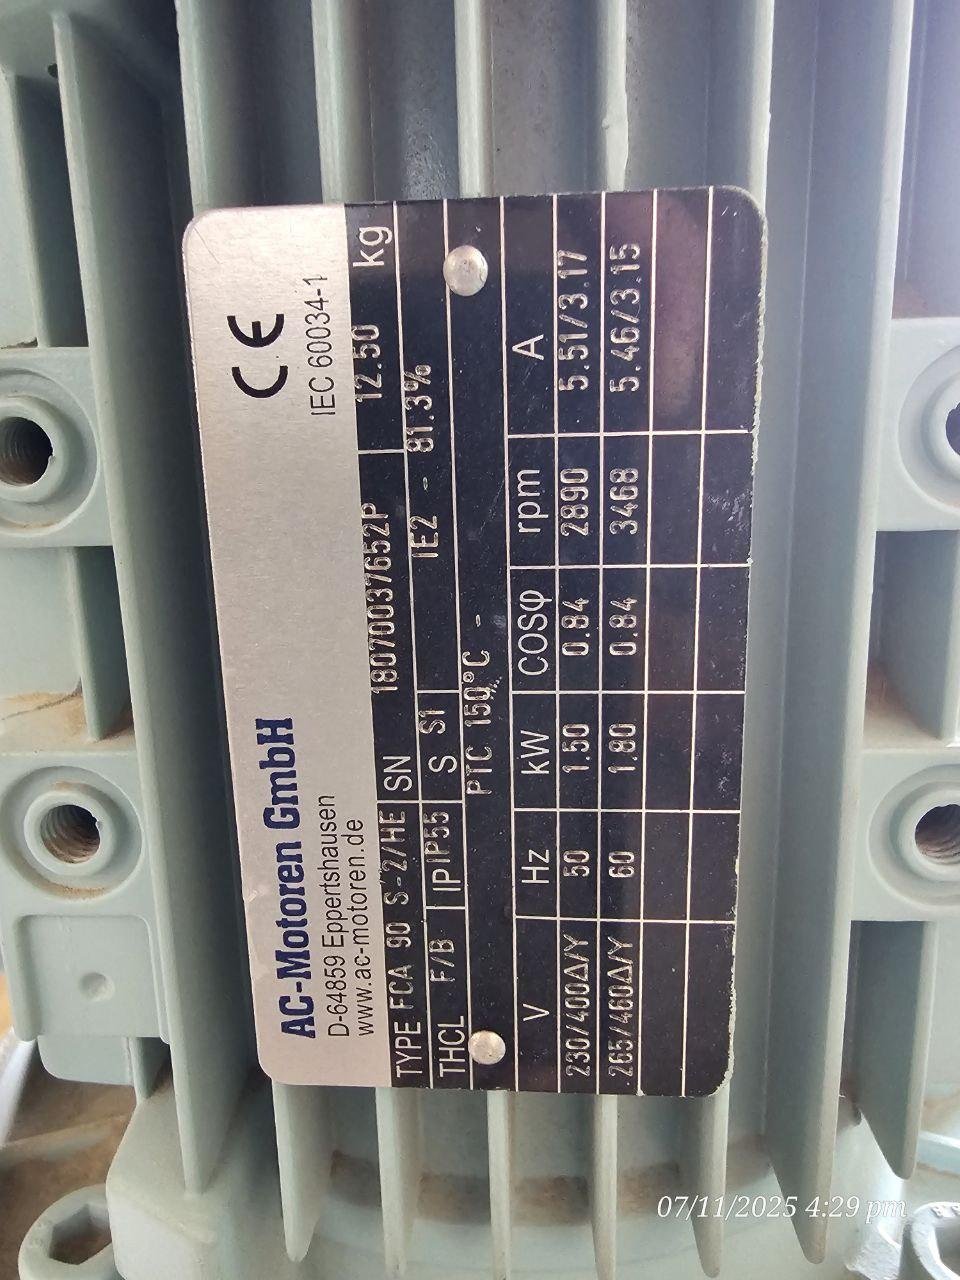 AC-Motoren GmbH
D-64859 Eppertshausen
www.ac-motoren.de
CE
IEC 60034-1
TYPE FCA 90 S-2/HE SN 18070037652P 12.50 kg
THCL F/B IP IP55 S S1 IE2 - 81.3%
PTC 150°C -
V Hz kW COSφ rpm A
230/400Δ/Y 50 1.50 0.84 2890 5.51/3.17
265/460Δ/Y 60 1.80 0.84 3468 5.46/3.15
07/11/2025 4:29 pm